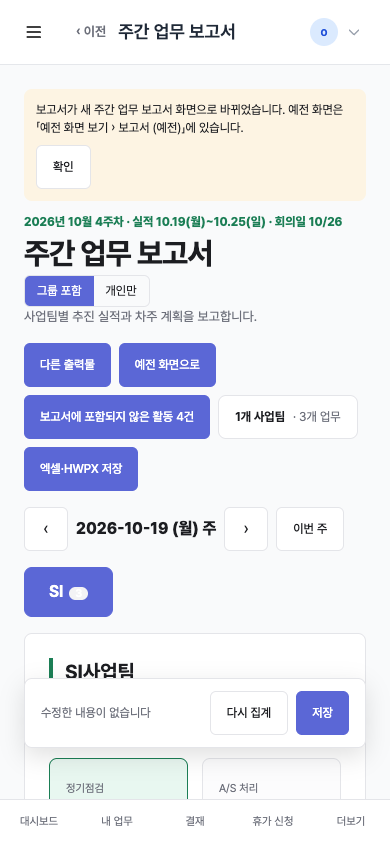 ‹ 이전 주간 업무 보고서 o
보고서가 새 주간 업무 보고서 화면으로 바뀌었습니다. 예전 화면은
「예전 화면 보기 › 보고서 (예전)」에 있습니다.
확인
2026년 10월 4주차 · 실적 10.19(월)~10.25(일) · 회의일 10/26
주간 업무 보고서
그룹 포함 개인만
사업팀별 추진 실적과 차주 계획을 보고합니다.
다른 출력물 예전 화면으로
보고서에 포함되지 않은 활동 4건 1개 사업팀 · 3개 업무
엑셀·HWPX 저장
‹ 2026-10-19 (월) 주 › 이번 주
SI
SI사업팀
수정한 내용이 없습니다 다시 집계 저장
정기점검 A/S 처리
대시보드 내 업무 결재 휴가 신청 더보기